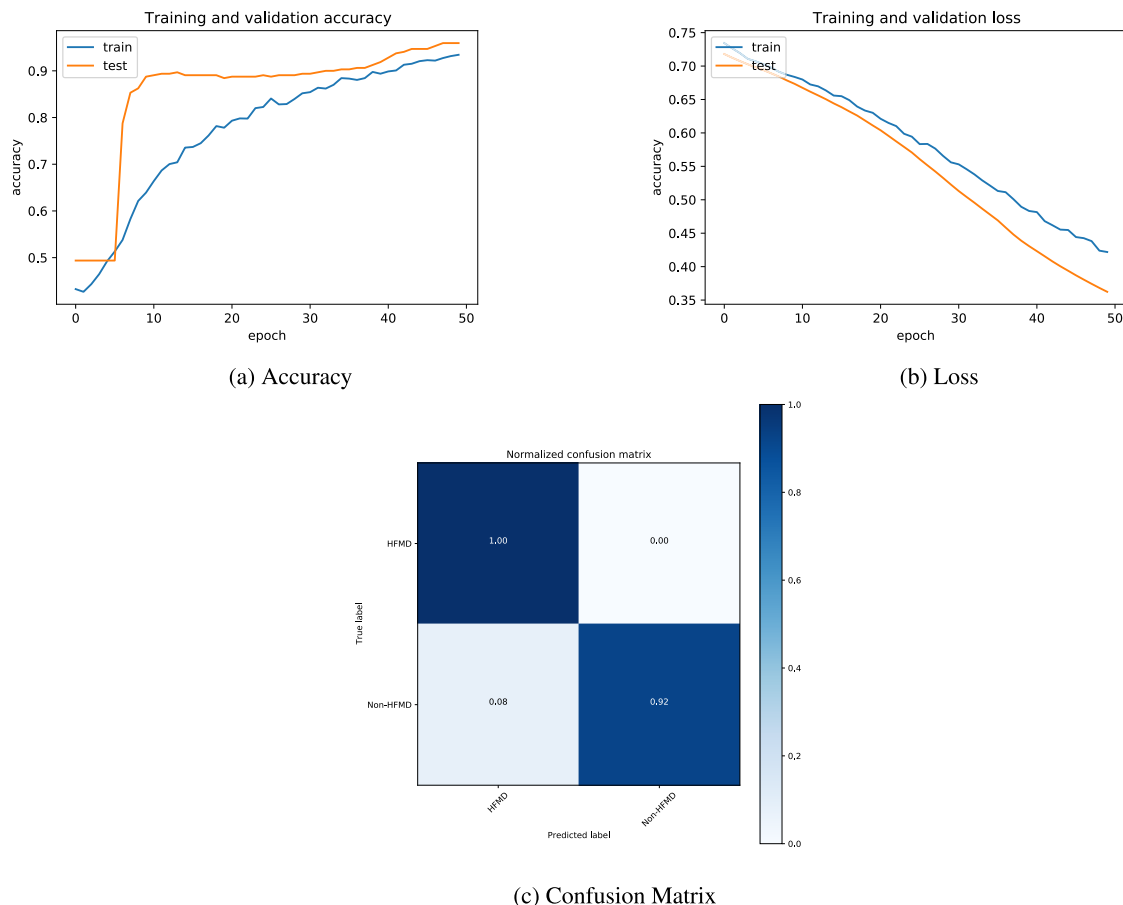 Training and validation accuracy
train
test
0.9
0.8
0.7
0.6
0.5
accuracy
0 10 20 30 40 50
epoch
(a) Accuracy
Training and validation loss
train
test
0.75
0.70
0.65
0.60
0.55
0.50
0.45
0.40
0.35
accuracy
0 10 20 30 40 50
epoch
(b) Loss
Normalized confusion matrix
HFMD
1.00 0.00
True label
Non-HFMD
0.08 0.92
HFMD Non-HFMD
Predicted label
1.0
0.8
0.6
0.4
0.2
0.0
(c) Confusion Matrix